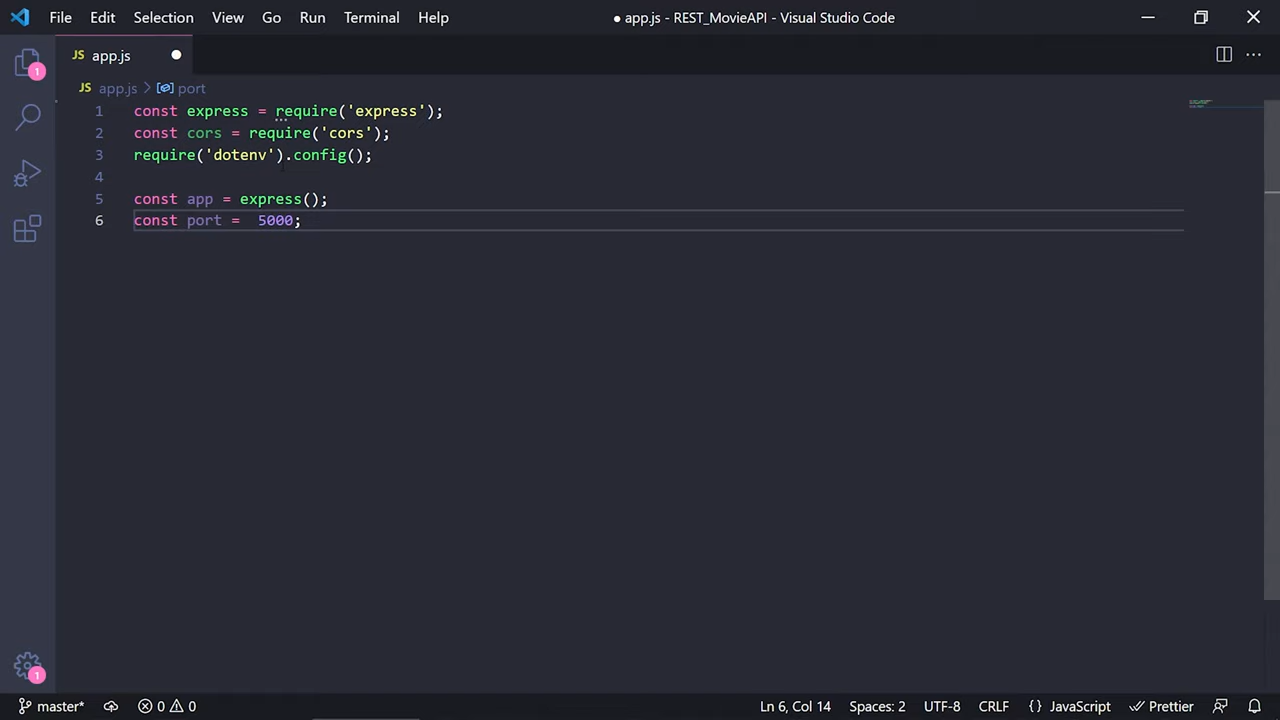 File Edit Selection View Go Run Terminal Help ● app.js - REST_MovieAPI - Visual Studio Code
JS app.js ●
JS app.js > port
1 const express = require('express');
2 const cors = require('cors');
3 require('dotenv').config();
4
5 const app = express();
6 const port =  5000;
1
1
master* 0 0 Ln 6, Col 14 Spaces: 2 UTF-8 CRLF {} JavaScript Prettier